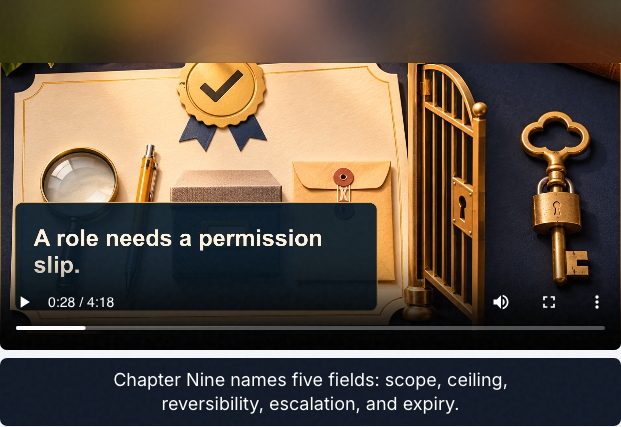 A role needs a permission
slip.
0:28 / 4:18
Chapter Nine names five fields: scope, ceiling,
reversibility, escalation, and expiry.